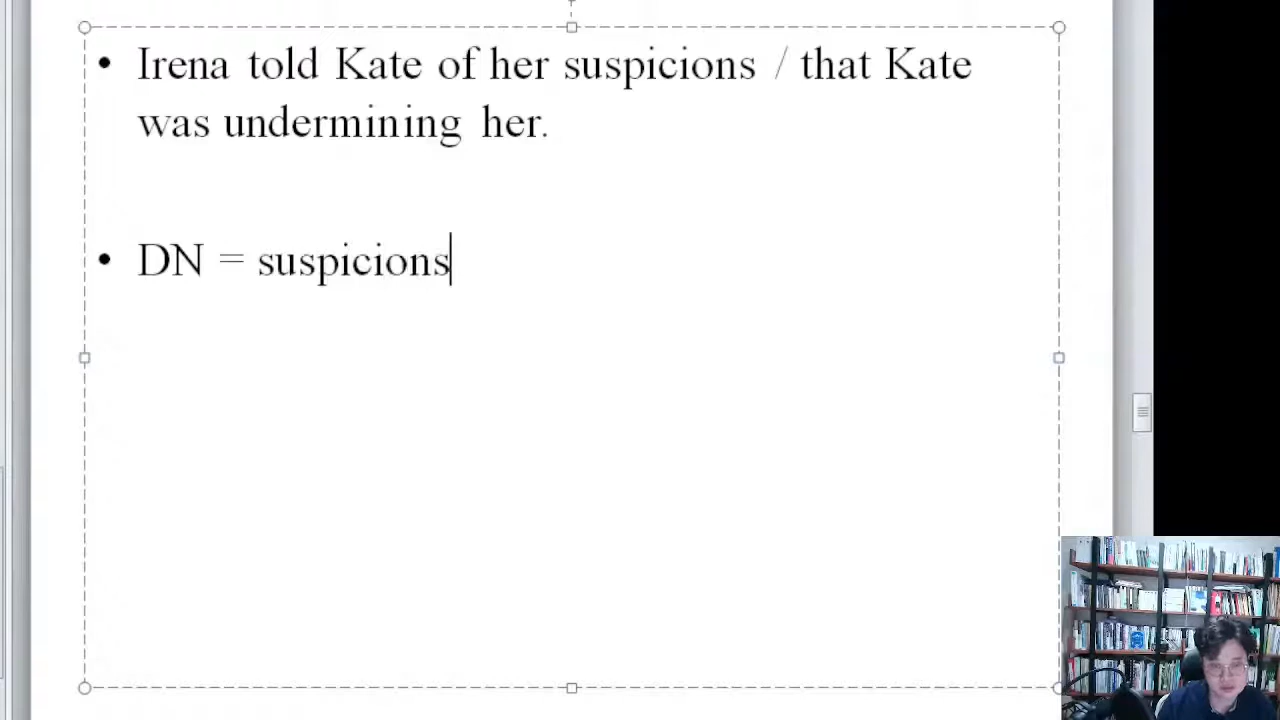 • Irena told Kate of her suspicions / that Kate
was undermining her.
• DN = suspicions